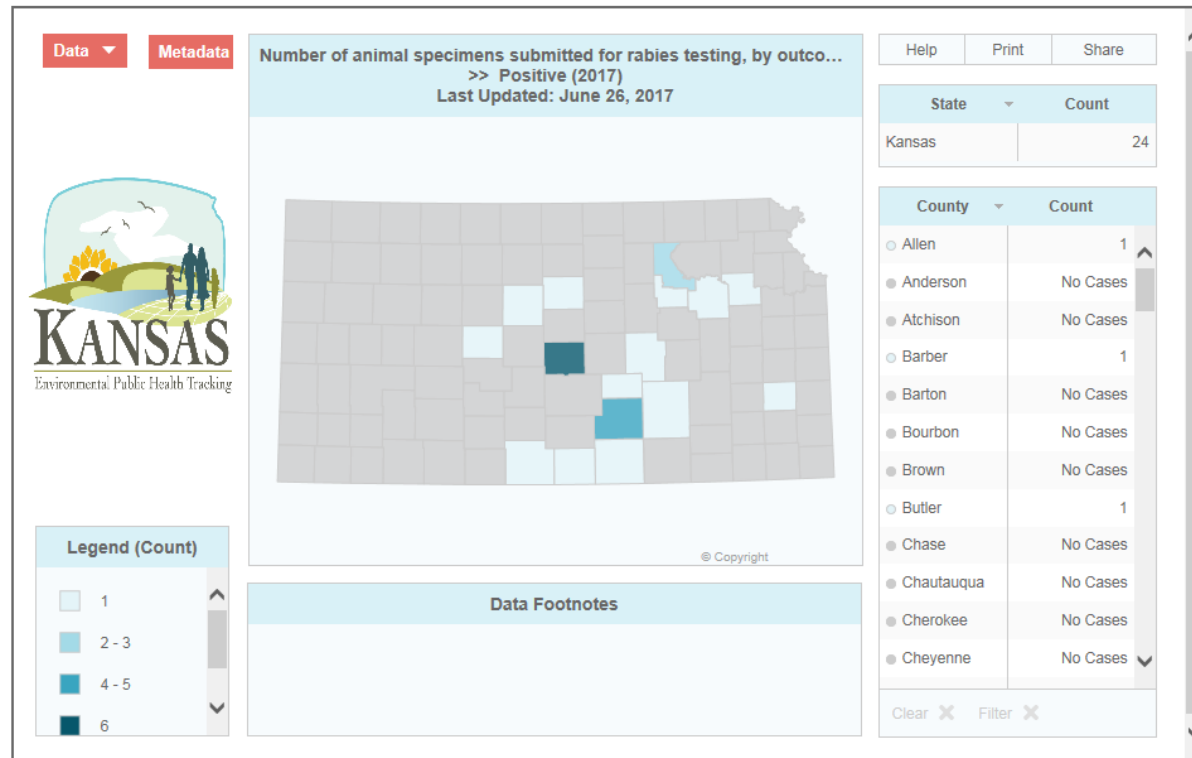 Data
Metadata
Number of animal specimens submitted for rabies testing, by outco...
>> Positive (2017)
Last Updated: June 26, 2017
Help Print Share
State Count
Kansas 24
KANSAS
Environmental Public Health Tracking
County Count
Allen 1
Anderson No Cases
Atchison No Cases
Barber 1
Barton No Cases
Bourbon No Cases
Brown No Cases
Butler 1
Chase No Cases
Chautauqua No Cases
Cherokee No Cases
Cheyenne No Cases
Clear Filter
© Copyright
Legend (Count)
1
2 - 3
4 - 5
6
Data Footnotes